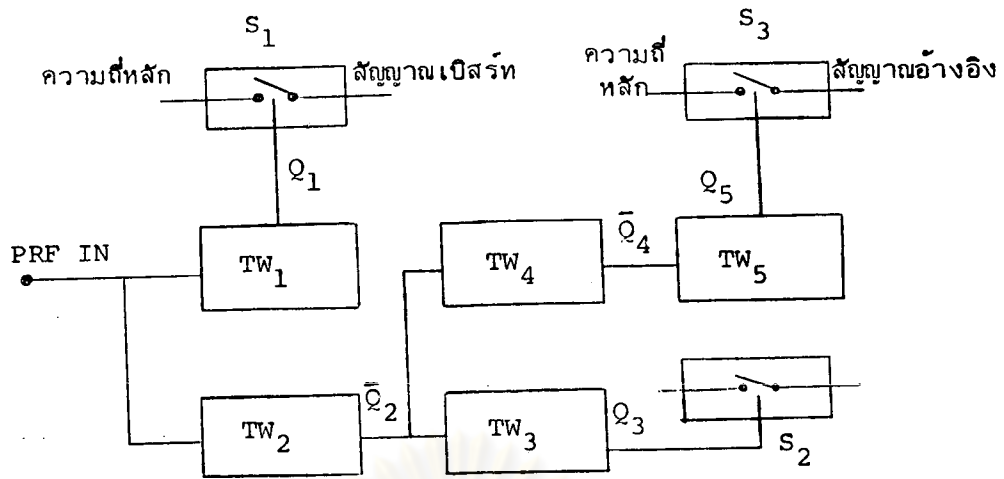 S1
S3
ความถี่หลัก
สัญญาณเบิสร์ท
ความถี่
หลัก
สัญญาณอ้างอิง
Q1
Q5
PRF IN
TW1
TW4
Q̄4
TW5
TW2
Q̄2
TW3
Q3
S2